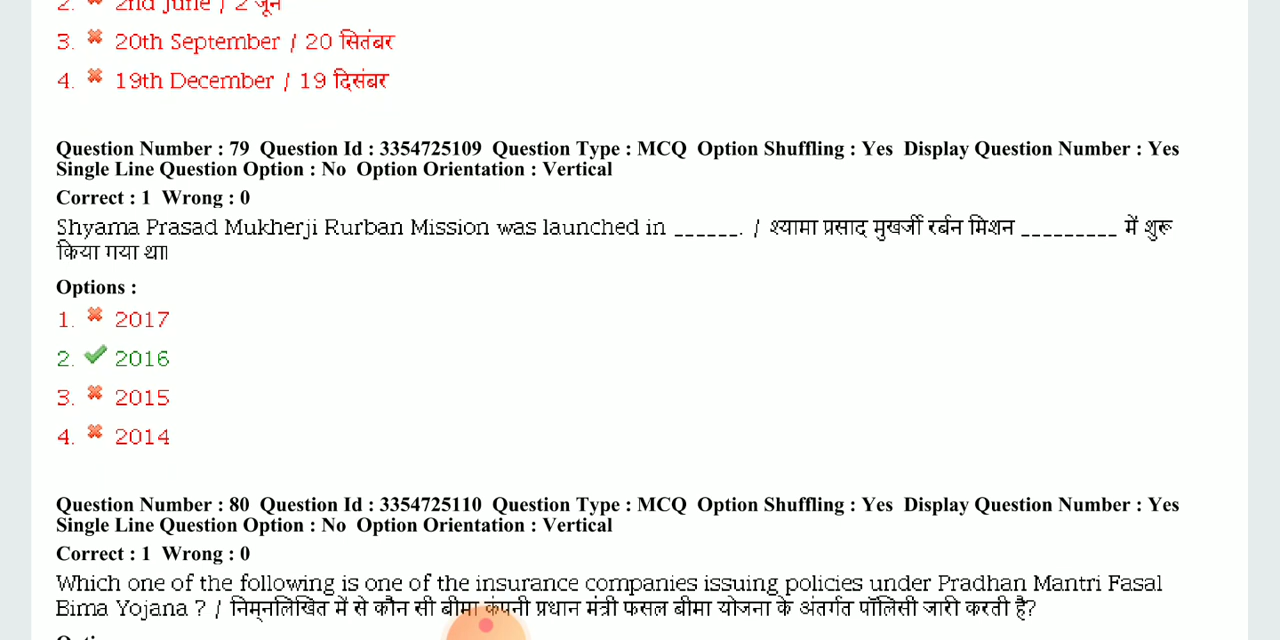 2. 2nd June / 2 जून
3. 20th September / 20 सितंबर
4. 19th December / 19 दिसंबर
Question Number : 79 Question Id : 3354725109 Question Type : MCQ Option Shuffling : Yes Display Question Number : Yes
Single Line Question Option : No Option Orientation : Vertical
Correct : 1 Wrong : 0
Shyama Prasad Mukherji Rurban Mission was launched in ______. / श्यामा प्रसाद मुखर्जी रर्बन मिशन _________ में शुरू
किया गया था।
Options :
1. 2017
2. 2016
3. 2015
4. 2014
Question Number : 80 Question Id : 3354725110 Question Type : MCQ Option Shuffling : Yes Display Question Number : Yes
Single Line Question Option : No Option Orientation : Vertical
Correct : 1 Wrong : 0
Which one of the following is one of the insurance companies issuing policies under Pradhan Mantri Fasal
Bima Yojana ? / निम्नलिखित में से कौन सी बीमा कंपनी प्रधान मंत्री फसल बीमा योजना के अंतर्गत पॉलिसी जारी करती है?